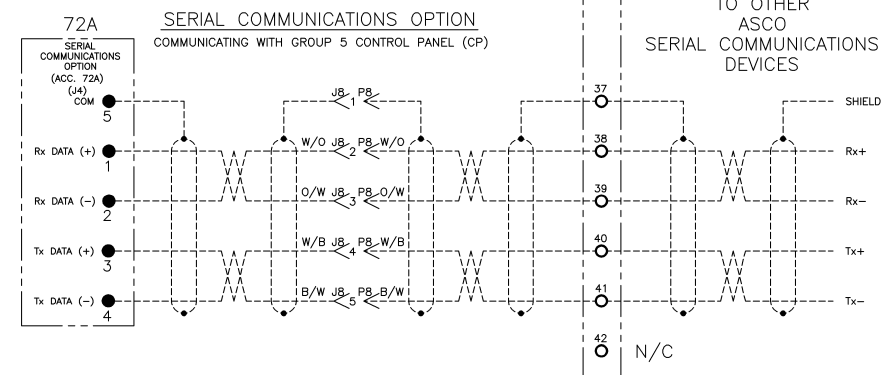 72A
SERIAL COMMUNICATIONS OPTION
COMMUNICATING WITH GROUP 5 CONTROL PANEL (CP)
TO OTHER
ASCO
SERIAL COMMUNICATIONS
DEVICES
SERIAL
COMMUNICATIONS
OPTION
(ACC. 72A)
(J4)
COM 5 J8 1 P8 37 SHIELD
Rx DATA (+) 1 W/O J8 2 P8 W/O 38 Rx+
Rx DATA (-) 2 O/W J8 3 P8 O/W 39 Rx-
Tx DATA (+) 3 W/B J8 4 P8 W/B 40 Tx+
Tx DATA (-) 4 B/W J8 5 P8 B/W 41 Tx-
42 N/C